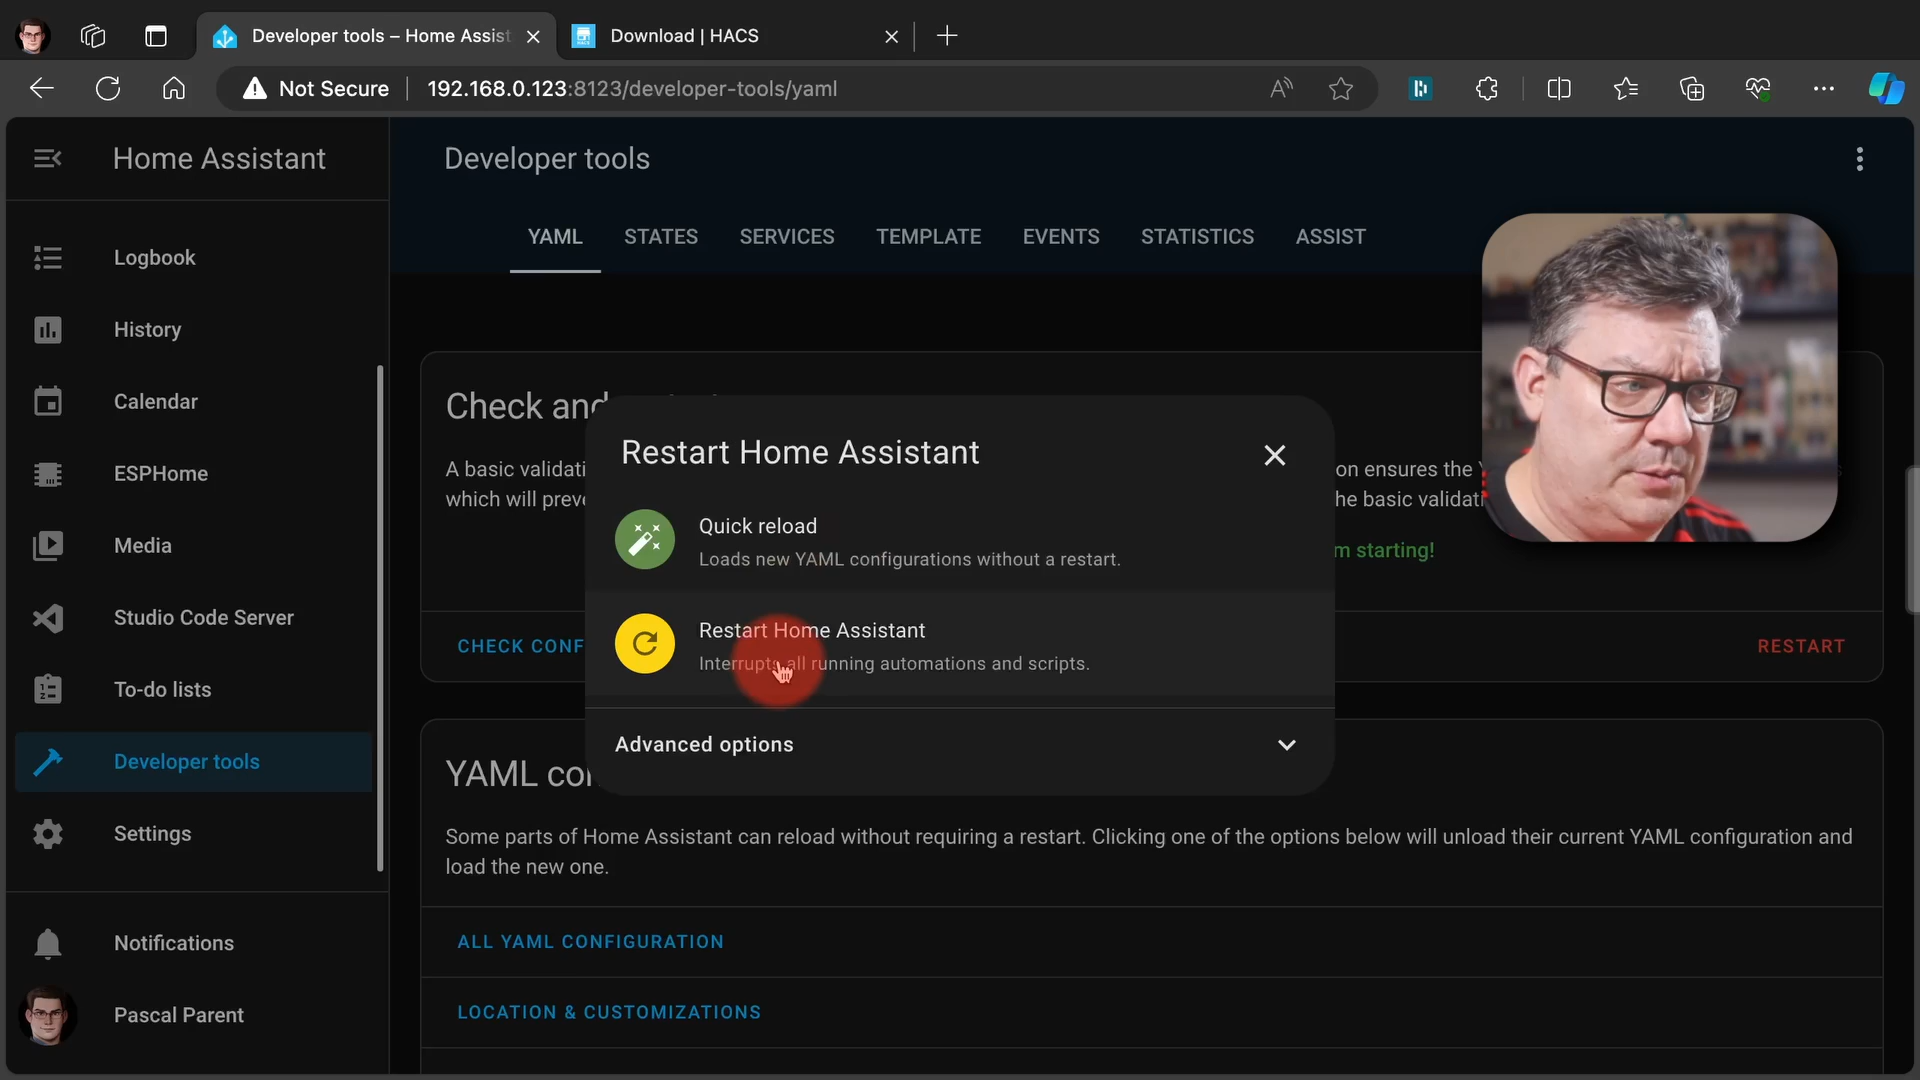 Developer tools – Home Assist
Download | HACS
Not Secure
192.168.0.123:8123/developer-tools/yaml
Home Assistant
Developer tools
YAML
STATES
SERVICES
TEMPLATE
EVENTS
STATISTICS
ASSIST
Logbook
History
Calendar
ESPHome
Media
Studio Code Server
To-do lists
Developer tools
Settings
Notifications
Pascal Parent
Check and
A basic validati
on ensures the
which will preve
he basic validati
m starting!
CHECK CONF
RESTART
Restart Home Assistant
Quick reload
Loads new YAML configurations without a restart.
Restart Home Assistant
Interrupts all running automations and scripts.
Advanced options
YAML co
Some parts of Home Assistant can reload without requiring a restart. Clicking one of the options below will unload their current YAML configuration and
load the new one.
ALL YAML CONFIGURATION
LOCATION & CUSTOMIZATIONS